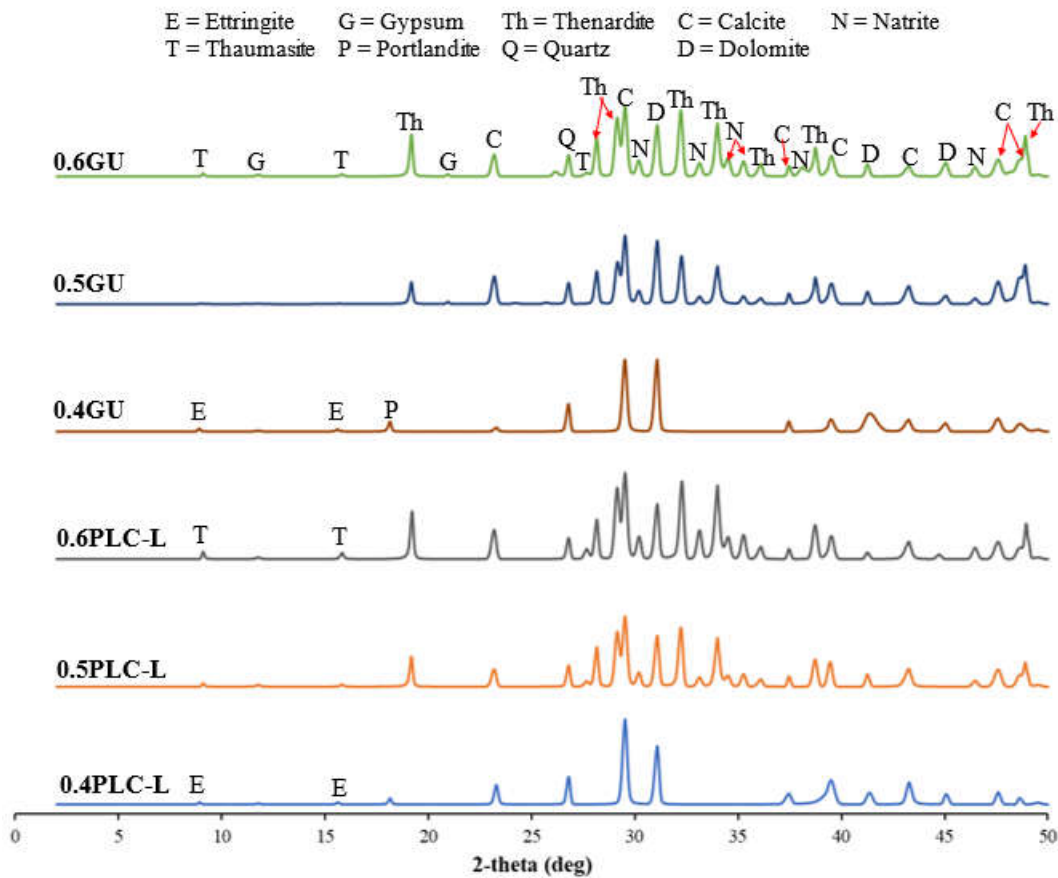 E = Ettringite G = Gypsum Th = Thenardite C = Calcite N = Natrite
T = Thaumasite P = Portlandite Q = Quartz D = Dolomite
Th C D Th Th C Th
0.6GU T G T Th G C Q T N N N Th C N Th C D C D N
0.5GU
0.4GU E E P
0.6PLC-L T T
0.5PLC-L
0.4PLC-L E E
0 5 10 15 20 25 30 35 40 45 50
2-theta (deg)